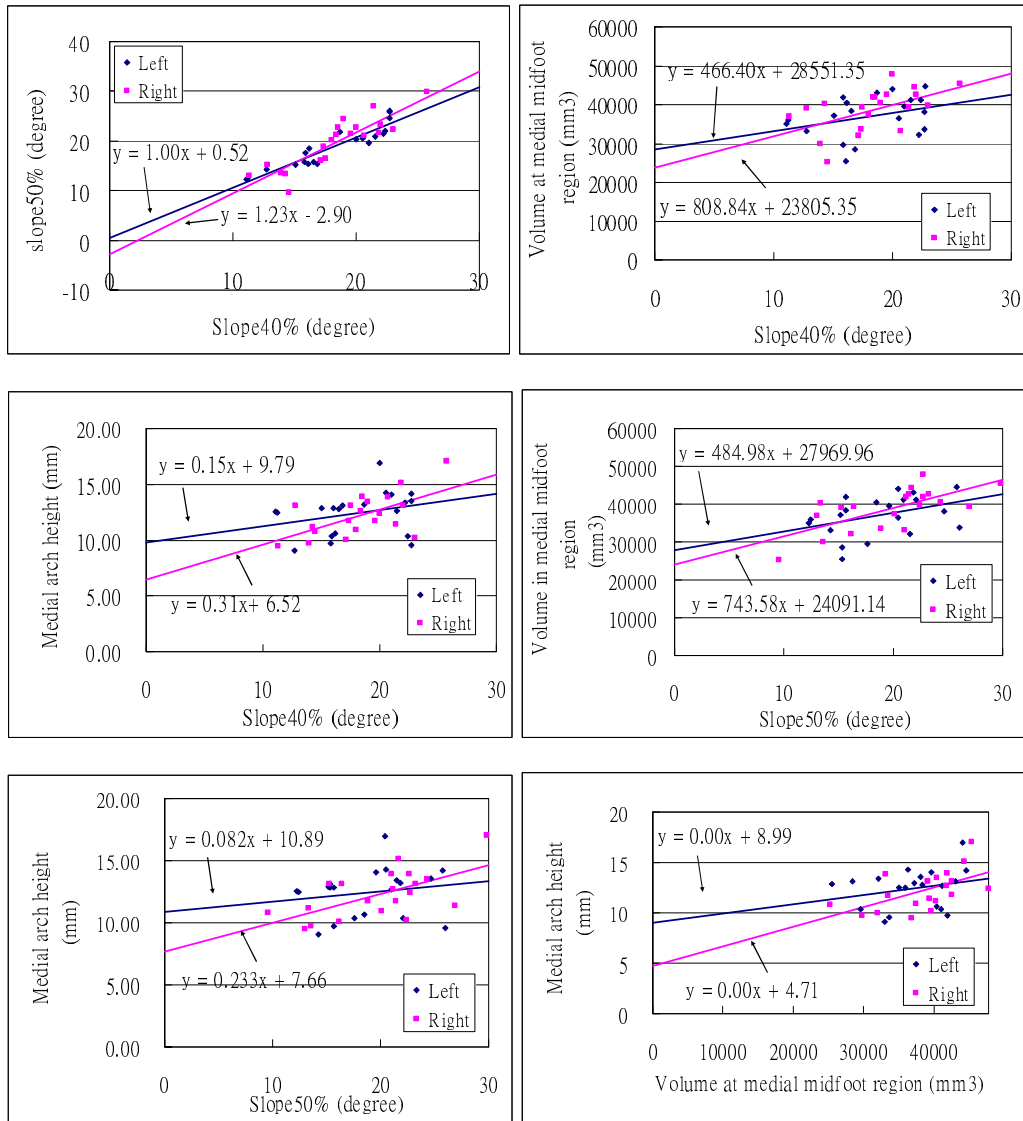 40
30
20
10
0
-10
slope50% (degree)
Left
Right
y = 1.00x + 0.52
y = 1.23x - 2.90
0 10 20 30
Slope40% (degree)
60000
50000
40000
30000
20000
10000
0
Volume at medial midfoot
region (mm3)
y = 466.40x + 28551.35
y = 808.84x + 23805.35
Left
Right
0 10 20 30
Slope40% (degree)
20.00
15.00
10.00
5.00
0.00
Medial arch height (mm)
y = 0.15x + 9.79
y = 0.31x+ 6.52
Left
Right
0 10 20 30
Slope40% (degree)
60000
50000
40000
30000
20000
10000
0
Volume in medial midfoot
region
(mm3)
y = 484.98x + 27969.96
y = 743.58x + 24091.14
Left
Right
0 10 20 30
Slope50% (degree)
20.00
15.00
10.00
5.00
0.00
Medial arch height
(mm)
y = 0.082x + 10.89
y = 0.233x + 7.66
Left
Right
0 10 20 30
Slope50% (degree)
20
15
10
5
0
Medial arch height
(mm)
y = 0.00x + 8.99
y = 0.00x + 4.71
Left
Right
0 10000 20000 30000 40000
Volume at medial midfoot region (mm3)